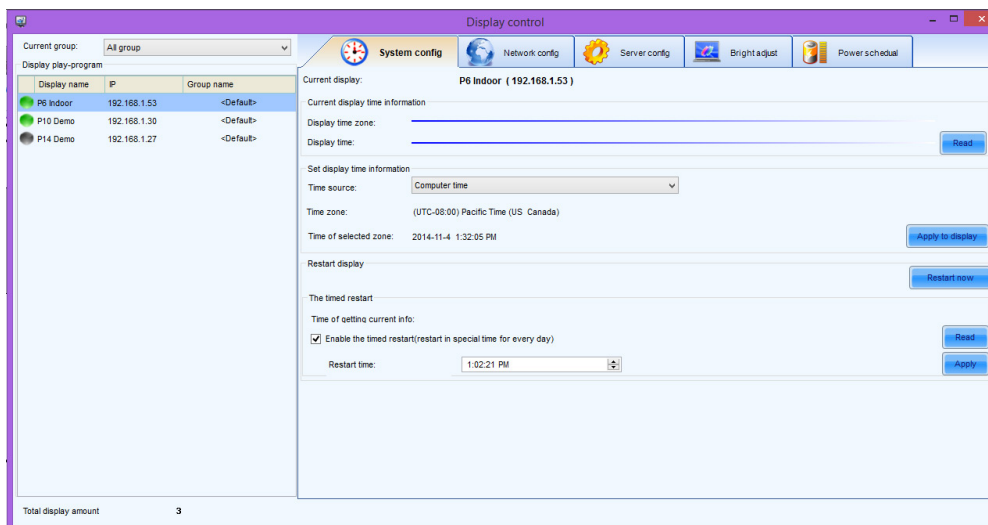 Display control
Current group: All group
Display play-program
Display name IP Group name
P6 Indoor 192.168.1.53 <Default>
P10 Demo 192.168.1.30 <Default>
P14 Demo 192.168.1.27 <Default>
Total display amount 3
System config Network config Server config Bright adjust Power schedual
Current display: P6 Indoor ( 192.168.1.53 )
Current display time information
Display time zone:
Display time: Read
Set display time information
Time source: Computer time
Time zone: (UTC-08:00) Pacific Time (US Canada)
Time of selected zone: 2014-11-4 1:32:05 PM Apply to display
Restart display
Restart now
The timed restart
Time of getting current info:
Enable the timed restart(restart in special time for every day) Read
Restart time: 1:02:21 PM Apply